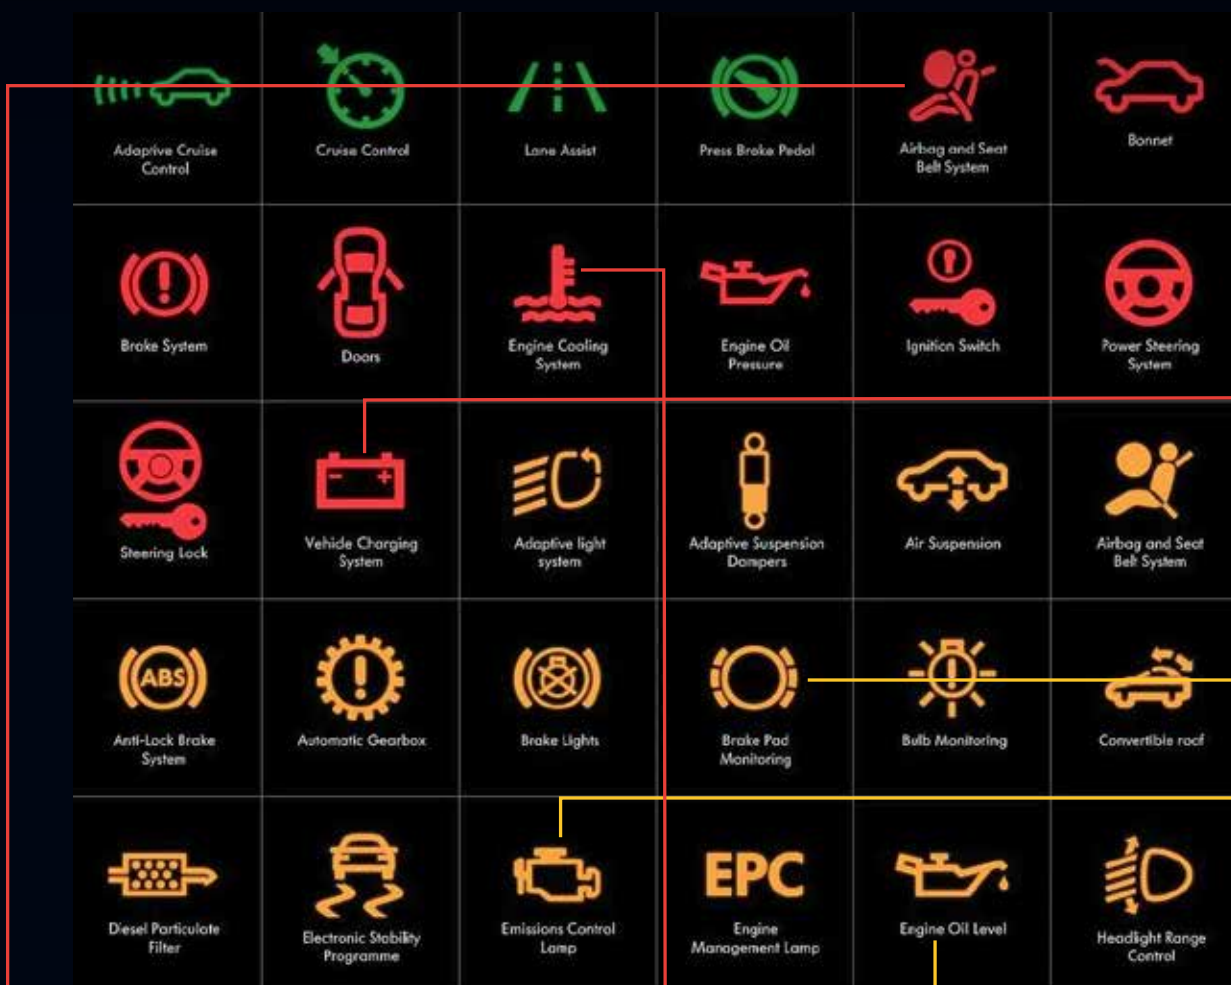 Adaptive Cruise
Control
Cruise Control
Lane Assist
Press Brake Pedal
Airbag and Seat
Belt System
Bonnet
Brake System
Doors
Engine Cooling
System
Engine Oil
Pressure
Ignition Switch
Power Steering
System
Steering Lock
Vehicle Charging
System
Adaptive light
system
Adaptive Suspension
Dampers
Air Suspension
Airbag and Seat
Belt System
ABS
Anti-Lock Brake
System
Automatic Gearbox
Brake Lights
Brake Pad
Monitoring
Bulb Monitoring
Convertible roof
Diesel Particulate
Filter
Electronic Stability
Programme
Emissions Control
Lamp
EPC
Engine
Management Lamp
Engine Oil Level
Headlight Range
Control